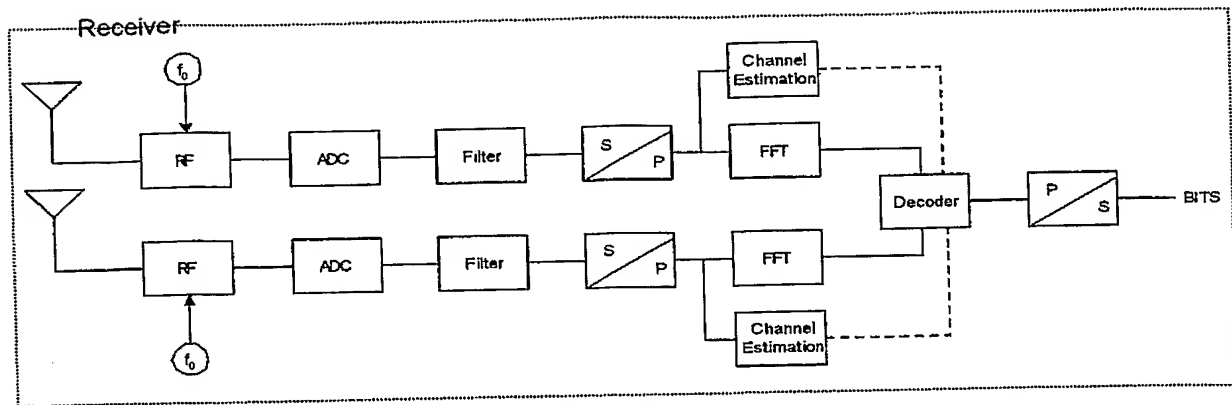 Receiver
f0
Channel
Estimation
RF
ADC
Filter
S
P
FFT
Decoder
P
S
BITS
RF
ADC
Filter
S
P
FFT
Channel
Estimation
f0